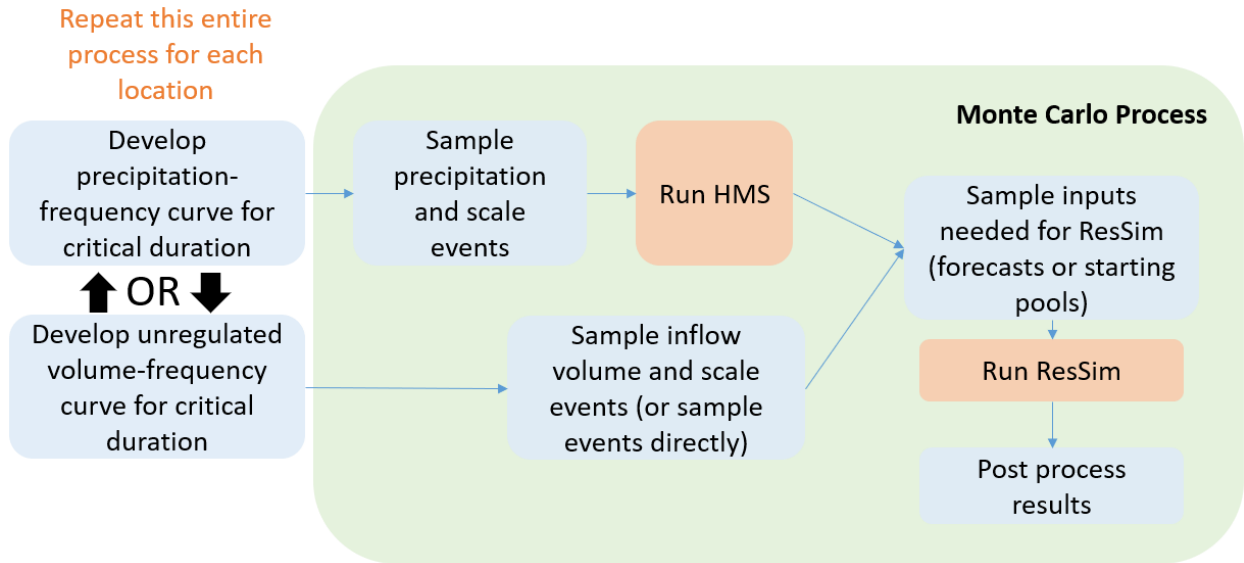 Repeat this entire
process for each
location
Develop
precipitation-
frequency curve for
critical duration
OR
Develop unregulated
volume-frequency
curve for critical
duration
Monte Carlo Process
Sample
precipitation
and scale
events
Run HMS
Sample inflow
volume and scale
events (or sample
events directly)
Sample inputs
needed for ResSim
(forecasts or starting
pools)
Run ResSim
Post process
results